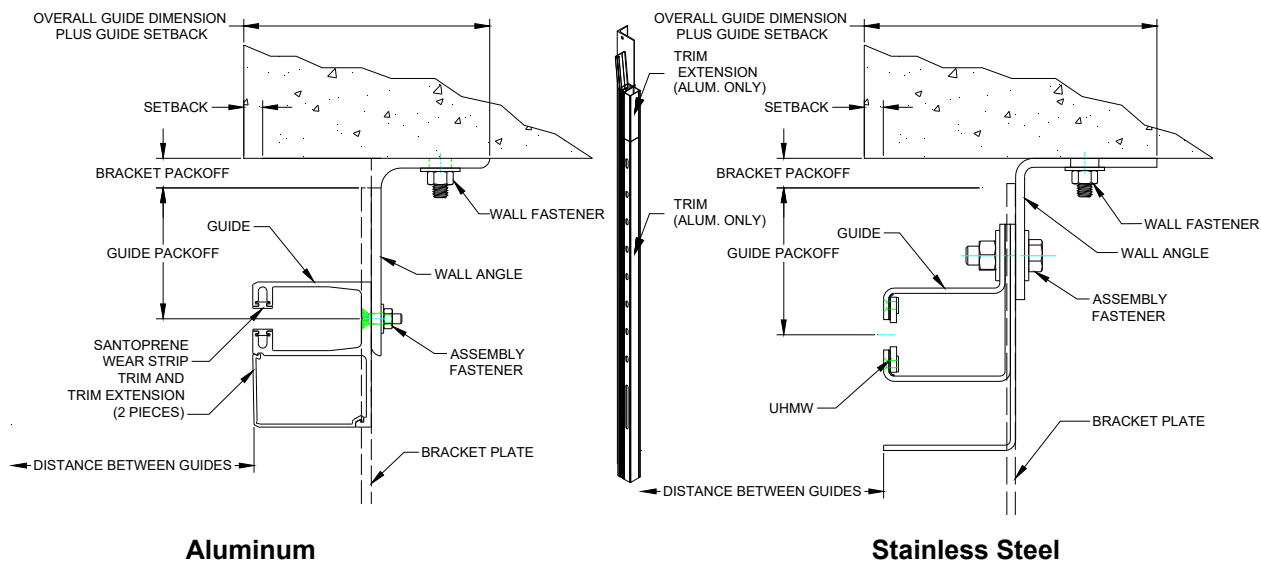 OVERALL GUIDE DIMENSION
PLUS GUIDE SETBACK
SETBACK
BRACKET PACKOFF
WALL FASTENER
GUIDE
GUIDE PACKOFF
WALL ANGLE
SANTOPRENE
WEAR STRIP
TRIM AND
TRIM EXTENSION
(2 PIECES)
ASSEMBLY
FASTENER
BRACKET PLATE
DISTANCE BETWEEN GUIDES
Aluminum
TRIM
EXTENSION
(ALUM. ONLY)
TRIM
(ALUM. ONLY)
OVERALL GUIDE DIMENSION
PLUS GUIDE SETBACK
SETBACK
BRACKET PACKOFF
WALL FASTENER
GUIDE
GUIDE PACKOFF
WALL ANGLE
ASSEMBLY
FASTENER
UHMW
BRACKET PLATE
DISTANCE BETWEEN GUIDES
Stainless Steel